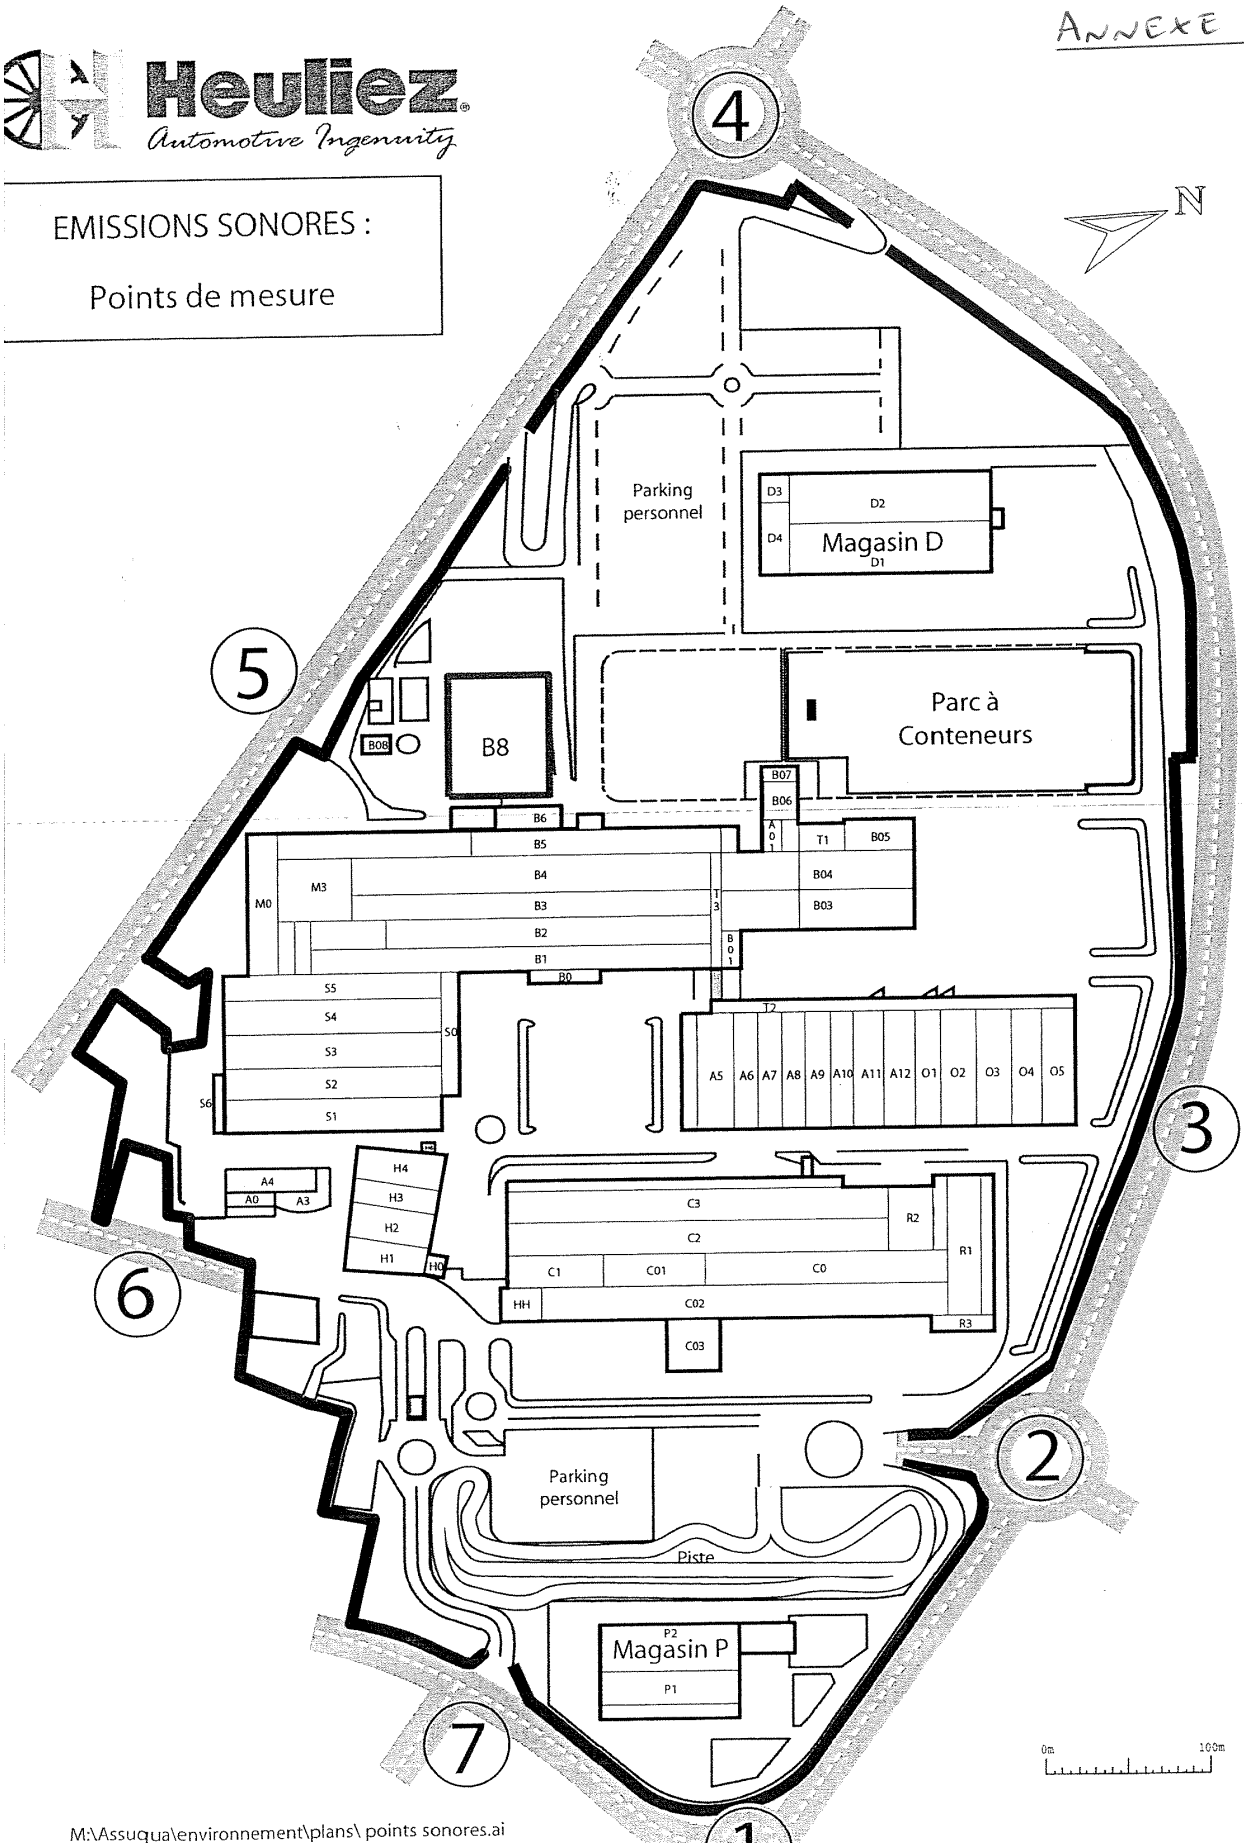 ANNEXE
Heuliez®
Automotive Ingenuity
4
EMISSIONS SONORES :
Points de mesure
N
Parking
personnel
D3
D2
D4
Magasin D
D1
5
B08
B8
Parc à
Conteneurs
B07
B06
B6
A01
T1
B05
B5
M0
M3
B4
B04
B3
T3
B03
B2
B01
B1
B0
S5
S4
S0
S3
S2
S6
S1
T2
A5 A6 A7 A8 A9 A10 A11 A12 O1 O2 O3 O4 O5
3
A4
A0
A3
H4
H3
H2
H1
H0
C3
R2
C2
R1
C1
C01
C0
HH
C02
R3
C03
6
2
Parking
personnel
Piste
P2
Magasin P
P1
7
0m
100m
1
M:\Assuqua\environnement\plans\ points sonores.ai